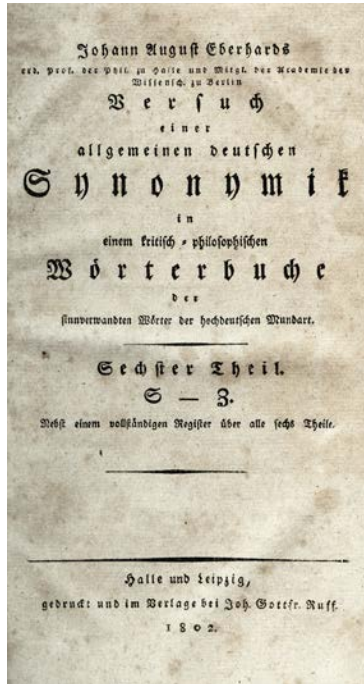 Johann August Eberhards
ord. Prof. der Phil. zu Halle und Mitgl. der Academie der
Wissensch. zu Berlin
Versuch
einer
allgemeinen deutschen
Synonymik
in
einem kritisch-philosophischen
Wörterbuche
der
sinnverwandten Wörter der hochdeutschen Mundart.
Sechster Theil.
S — Z.
Nebst einem vollständigen Register über alle sechs Theile.
Halle und Leipzig,
gedruckt und im Verlage bei Joh. Gottfr. Ruff.
1802.